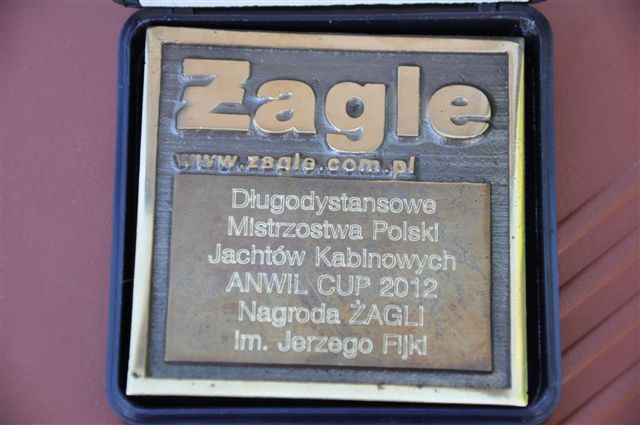 Żagle
www.zagle.com.pl
Długodystansowe
Mistrzostwa Polski
Jachtów Kabinowych
ANWIL CUP 2012
Nagroda ŻAGLI
Im. Jerzego Fijki